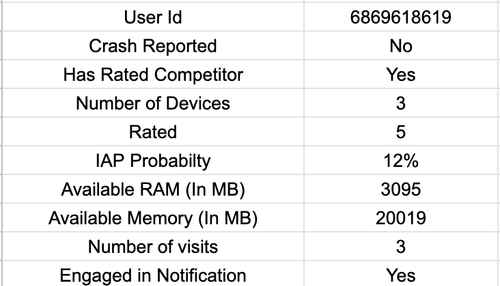 User Id 6869618619
Crash Reported No
Has Rated Competitor Yes
Number of Devices 3
Rated 5
IAP Probabilty 12%
Available RAM (In MB) 3095
Available Memory (In MB) 20019
Number of visits 3
Engaged in Notification Yes